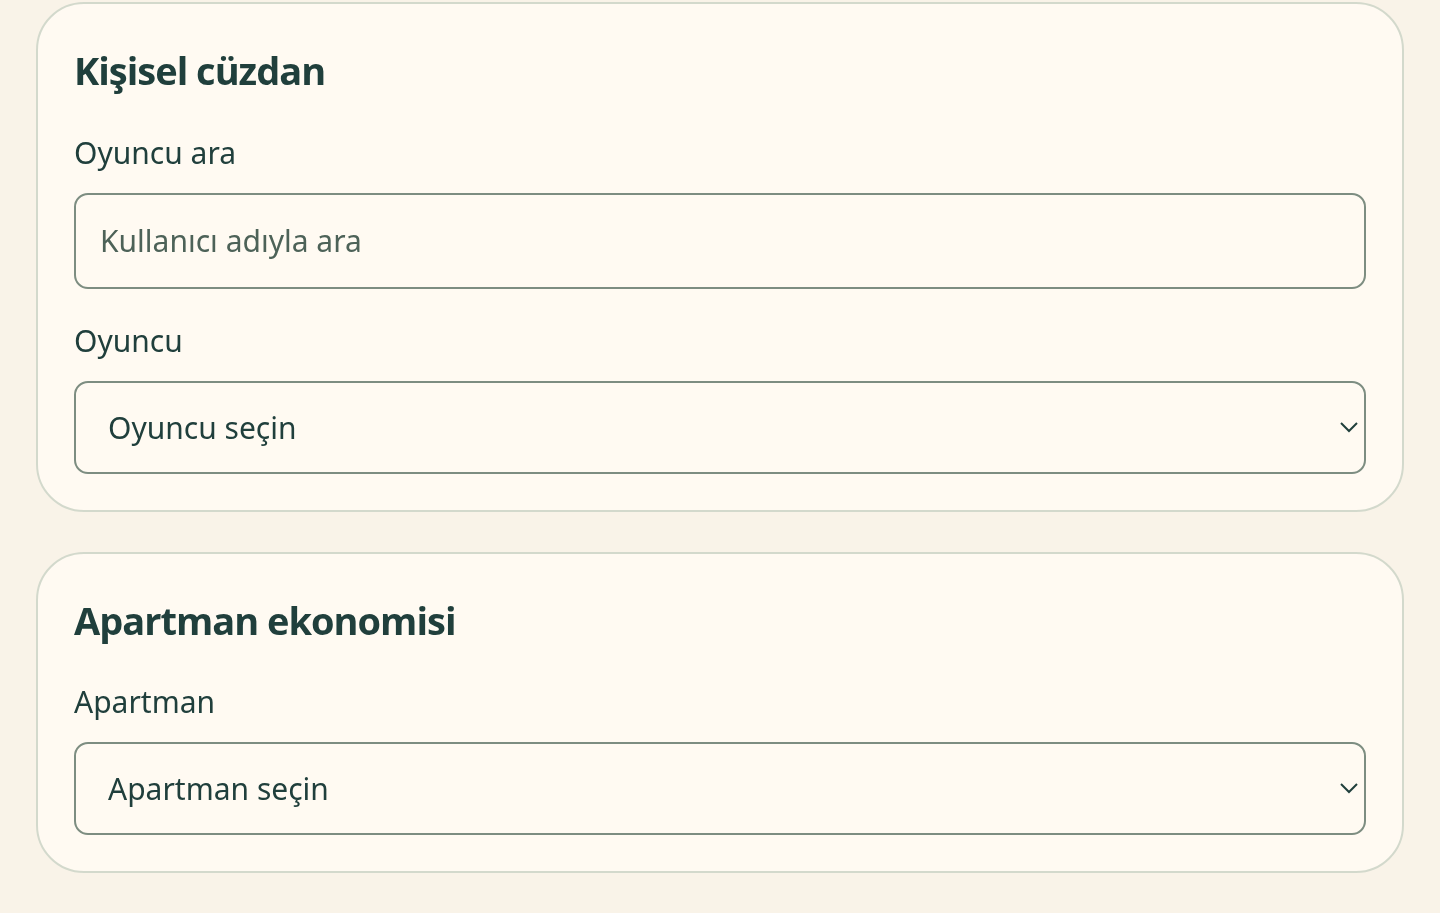 Kişisel cüzdan
Oyuncu ara
Kullanıcı adıyla ara
Oyuncu
Oyuncu seçin
Apartman ekonomisi
Apartman
Apartman seçin